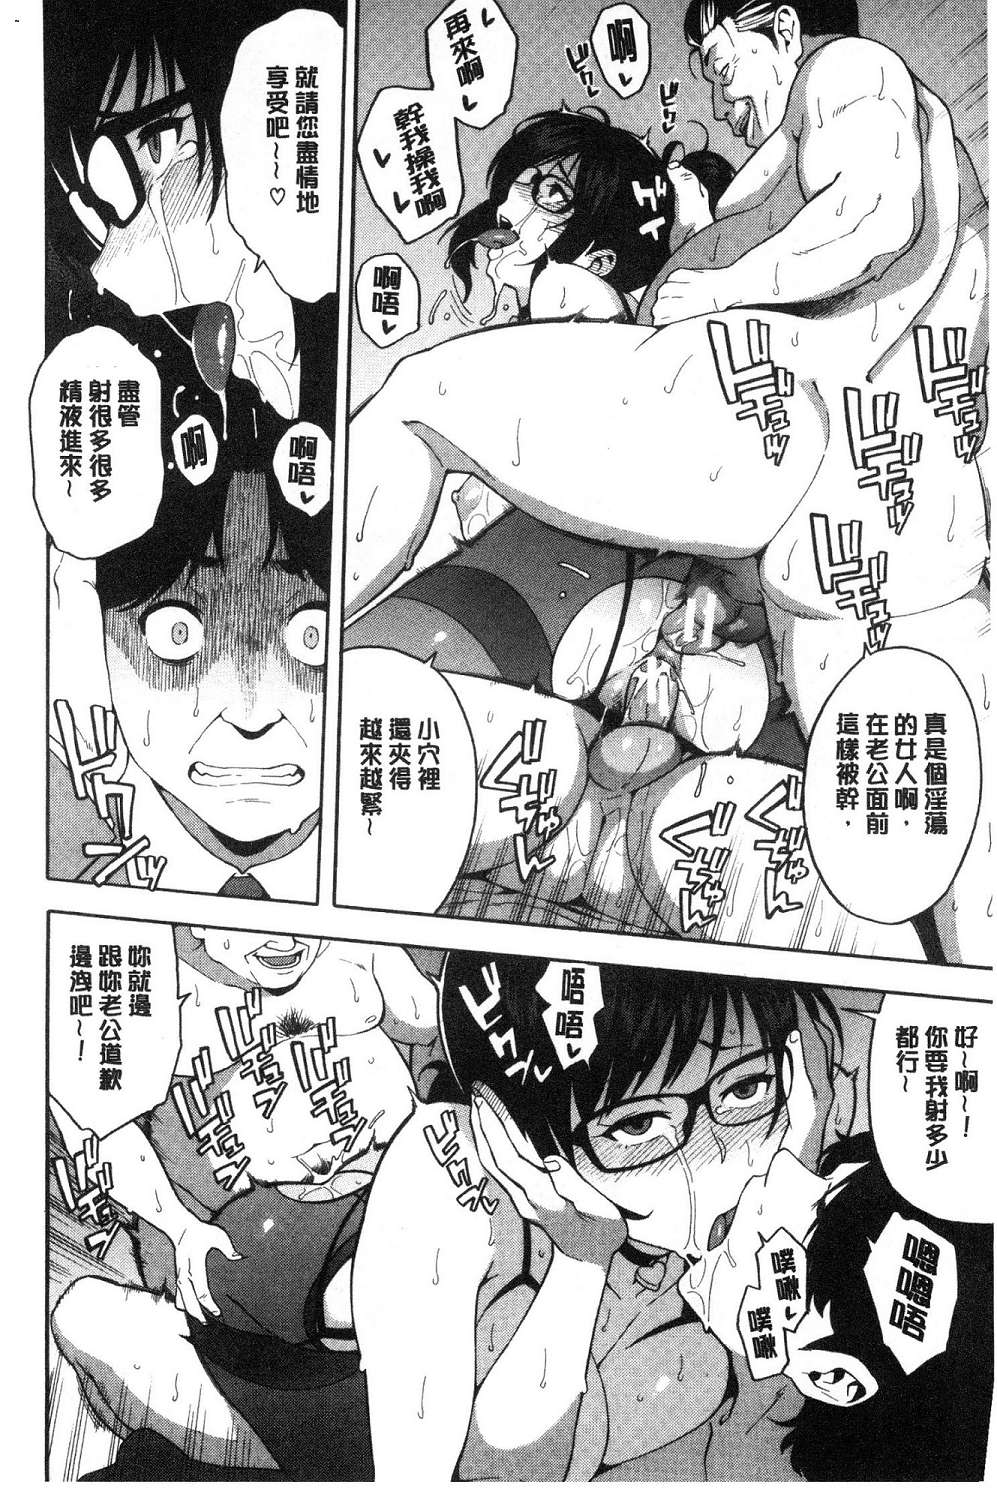 啊♥
再來啊♥
幹我操我啊♥
啊唔♥
真是個淫蕩
的女人啊，
在老公面前
這樣被幹，
小穴裡
還夾得
越來越緊~
就請您盡情地
享受吧~~♡
啊唔♥
啊♥
盡管
射很多很多
精液進來~
好~啊~！
你要我射多少
都行~
唔唔
嗯嗯唔
噗啾♥
噗啾
妳就邊
跟妳老公道歉
邊洩吧~！